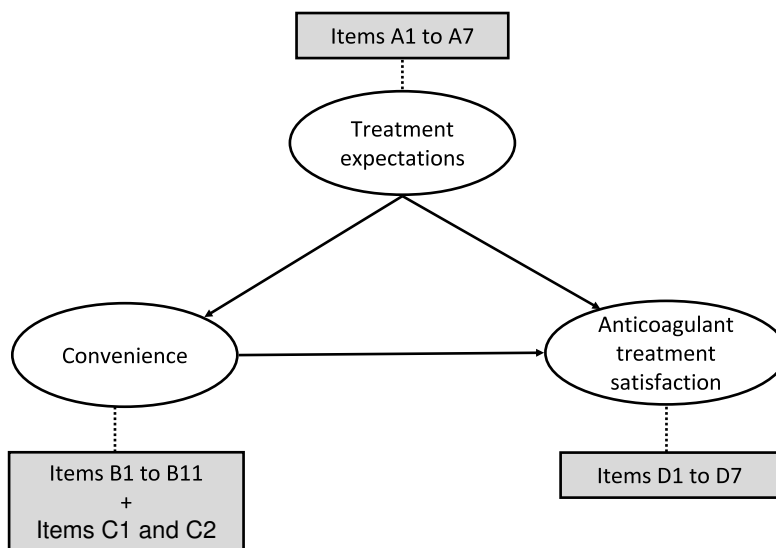 Items A1 to A7
Treatment
expectations
Convenience
Anticoagulant
treatment
satisfaction
Items B1 to B11
+
Items C1 and C2
Items D1 to D7